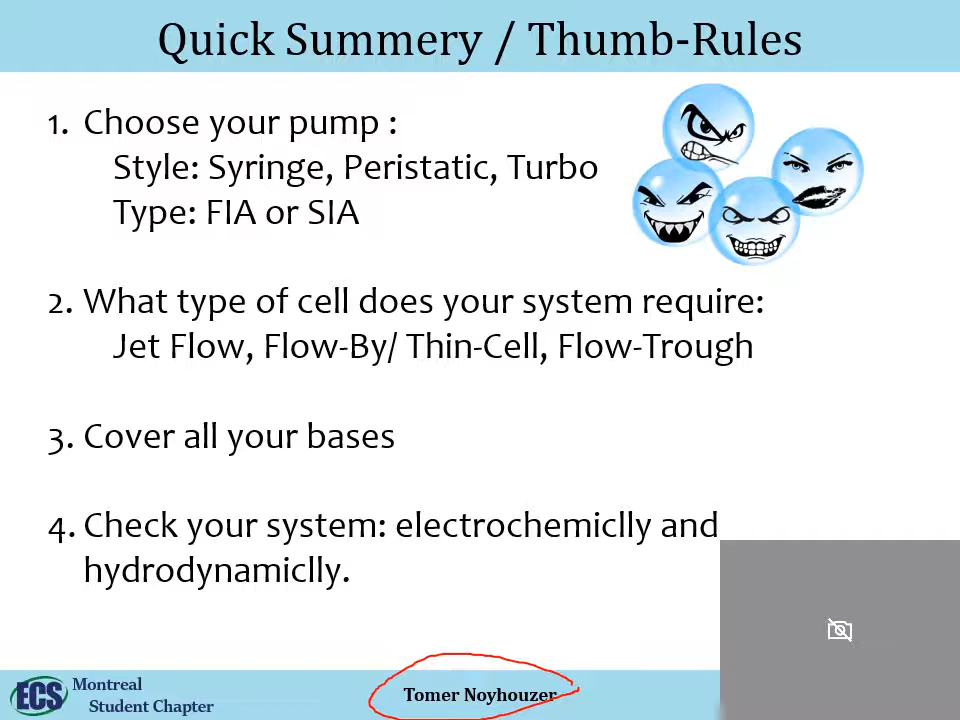 Quick Summery / Thumb-Rules
1. Choose your pump :
Style: Syringe, Peristatic, Turbo
Type: FIA or SIA
2. What type of cell does your system require:
Jet Flow, Flow-By/ Thin-Cell, Flow-Trough
3. Cover all your bases
4. Check your system: electrochemiclly and
hydrodynamiclly.
ECS Montreal
Student Chapter
Tomer Noyhouzer